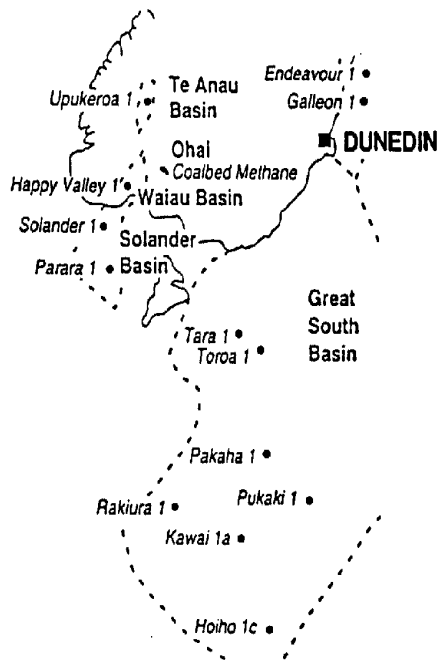 Endeavour 1
Te Anau
Basin
Upukeroa 1
Galleon 1
DUNEDIN
Ohai
Coalbed Methane
Happy Valley 1
Waiau Basin
Solander 1
Solander
Basin
Parara 1
Great
South
Basin
Tara 1
Toroa 1
Pakaha 1
Pukaki 1
Rakiura 1
Kawai 1a
Hoiho 1c